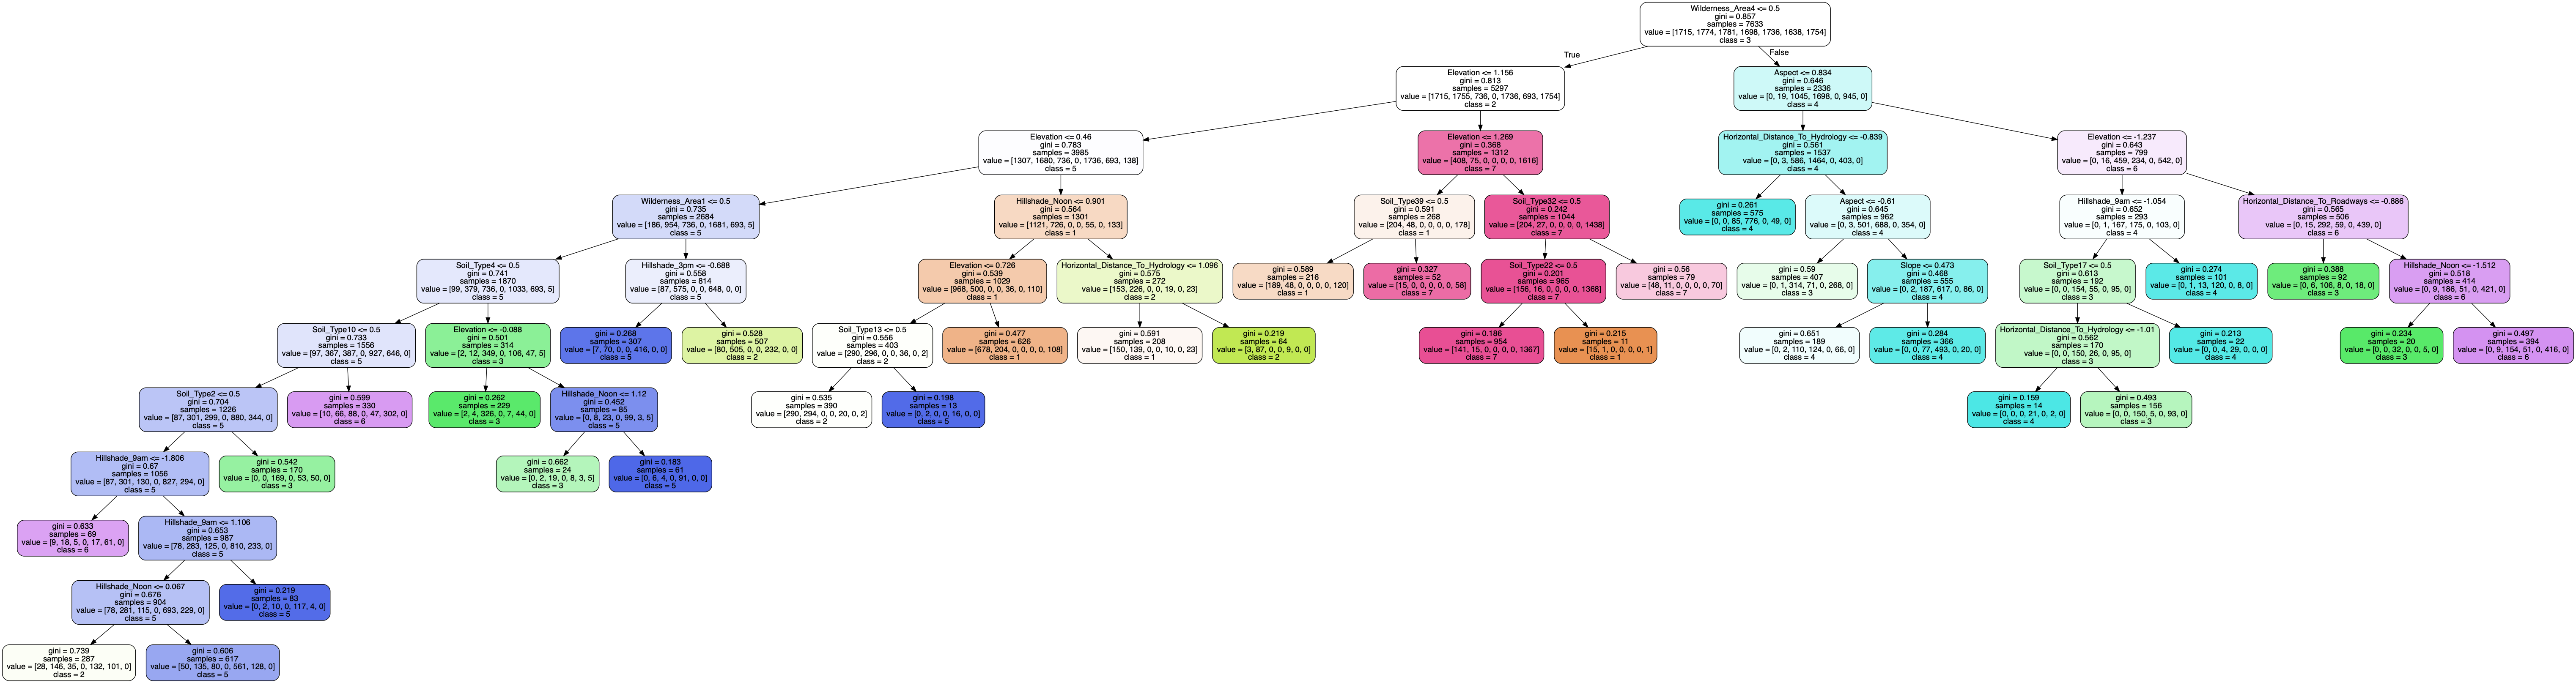 Wilderness_Area4 <= 0.5
gini = 0.857
samples = 7633
value = [1715, 1774, 1781, 1698, 1736, 1638, 1754]
class = 3
True
False
Elevation <= 1.156
gini = 0.813
samples = 5297
value = [1715, 1755, 736, 0, 1736, 693, 1754]
class = 2
Aspect <= 0.834
gini = 0.646
samples = 2336
value = [0, 19, 1045, 1698, 0, 945, 0]
class = 4
Elevation <= 0.46
gini = 0.783
samples = 3985
value = [1307, 1680, 736, 0, 1736, 693, 138]
class = 5
Elevation <= 1.269
gini = 0.368
samples = 1312
value = [408, 75, 0, 0, 0, 0, 1616]
class = 7
Horizontal_Distance_To_Hydrology <= -0.839
gini = 0.561
samples = 1537
value = [0, 3, 586, 1464, 0, 403, 0]
class = 4
Elevation <= -1.237
gini = 0.643
samples = 799
value = [0, 16, 459, 234, 0, 542, 0]
class = 6
Wilderness_Area1 <= 0.5
gini = 0.735
samples = 2684
value = [186, 954, 736, 0, 1681, 693, 5]
class = 5
Hillshade_Noon <= 0.901
gini = 0.564
samples = 1301
value = [1121, 726, 0, 0, 55, 0, 133]
class = 1
Soil_Type39 <= 0.5
gini = 0.591
samples = 268
value = [204, 48, 0, 0, 0, 0, 178]
class = 1
Soil_Type32 <= 0.5
gini = 0.242
samples = 1044
value = [204, 27, 0, 0, 0, 0, 1438]
class = 7
gini = 0.261
samples = 575
value = [0, 0, 85, 776, 0, 49, 0]
class = 4
Aspect <= -0.61
gini = 0.645
samples = 962
value = [0, 3, 501, 688, 0, 354, 0]
class = 4
Hillshade_9am <= -1.054
gini = 0.652
samples = 293
value = [0, 1, 167, 175, 0, 103, 0]
class = 4
Horizontal_Distance_To_Roadways <= -0.886
gini = 0.565
samples = 506
value = [0, 15, 292, 59, 0, 439, 0]
class = 6
Soil_Type4 <= 0.5
gini = 0.741
samples = 1870
value = [99, 379, 736, 0, 1033, 693, 5]
class = 5
Hillshade_3pm <= -0.688
gini = 0.558
samples = 814
value = [87, 575, 0, 0, 648, 0, 0]
class = 5
Elevation <= 0.726
gini = 0.539
samples = 1029
value = [968, 500, 0, 0, 36, 0, 110]
class = 1
Horizontal_Distance_To_Hydrology <= 1.096
gini = 0.575
samples = 272
value = [153, 226, 0, 0, 19, 0, 23]
class = 2
gini = 0.589
samples = 216
value = [189, 48, 0, 0, 0, 0, 120]
class = 1
gini = 0.327
samples = 52
value = [15, 0, 0, 0, 0, 0, 58]
class = 7
Soil_Type22 <= 0.5
gini = 0.201
samples = 965
value = [156, 16, 0, 0, 0, 0, 1368]
class = 7
gini = 0.56
samples = 79
value = [48, 11, 0, 0, 0, 0, 70]
class = 7
gini = 0.59
samples = 407
value = [0, 1, 314, 71, 0, 268, 0]
class = 3
Slope <= 0.473
gini = 0.468
samples = 555
value = [0, 2, 187, 617, 0, 86, 0]
class = 4
Soil_Type17 <= 0.5
gini = 0.613
samples = 192
value = [0, 0, 154, 55, 0, 95, 0]
class = 3
gini = 0.274
samples = 101
value = [0, 1, 13, 120, 0, 8, 0]
class = 4
gini = 0.388
samples = 92
value = [0, 6, 106, 8, 0, 18, 0]
class = 3
Hillshade_Noon <= -1.512
gini = 0.518
samples = 414
value = [0, 9, 186, 51, 0, 421, 0]
class = 6
Soil_Type10 <= 0.5
gini = 0.733
samples = 1556
value = [97, 367, 387, 0, 927, 646, 0]
class = 5
Elevation <= -0.088
gini = 0.501
samples = 314
value = [2, 12, 349, 0, 106, 47, 5]
class = 3
gini = 0.268
samples = 307
value = [7, 70, 0, 0, 416, 0, 0]
class = 5
gini = 0.528
samples = 507
value = [80, 505, 0, 0, 232, 0, 0]
class = 2
Soil_Type13 <= 0.5
gini = 0.556
samples = 403
value = [290, 296, 0, 0, 36, 0, 2]
class = 2
gini = 0.477
samples = 626
value = [678, 204, 0, 0, 0, 0, 108]
class = 1
gini = 0.591
samples = 208
value = [150, 139, 0, 0, 10, 0, 23]
class = 1
gini = 0.219
samples = 64
value = [3, 87, 0, 0, 9, 0, 0]
class = 2
gini = 0.186
samples = 954
value = [141, 15, 0, 0, 0, 0, 1367]
class = 7
gini = 0.215
samples = 11
value = [15, 1, 0, 0, 0, 0, 1]
class = 1
gini = 0.651
samples = 189
value = [0, 2, 110, 124, 0, 66, 0]
class = 4
gini = 0.284
samples = 366
value = [0, 0, 77, 493, 0, 20, 0]
class = 4
Horizontal_Distance_To_Hydrology <= -1.01
gini = 0.562
samples = 170
value = [0, 0, 150, 26, 0, 95, 0]
class = 3
gini = 0.213
samples = 22
value = [0, 0, 4, 29, 0, 0, 0]
class = 4
gini = 0.234
samples = 20
value = [0, 0, 32, 0, 0, 5, 0]
class = 3
gini = 0.497
samples = 394
value = [0, 9, 154, 51, 0, 416, 0]
class = 6
Soil_Type2 <= 0.5
gini = 0.704
samples = 1226
value = [87, 301, 299, 0, 880, 344, 0]
class = 5
gini = 0.599
samples = 330
value = [10, 66, 88, 0, 47, 302, 0]
class = 6
gini = 0.262
samples = 229
value = [2, 4, 326, 0, 7, 44, 0]
class = 3
Hillshade_Noon <= 1.12
gini = 0.452
samples = 85
value = [0, 8, 23, 0, 99, 3, 5]
class = 5
gini = 0.535
samples = 390
value = [290, 294, 0, 0, 20, 0, 2]
class = 2
gini = 0.198
samples = 13
value = [0, 2, 0, 0, 16, 0, 0]
class = 5
gini = 0.159
samples = 14
value = [0, 0, 0, 21, 0, 2, 0]
class = 4
gini = 0.493
samples = 156
value = [0, 0, 150, 5, 0, 93, 0]
class = 3
Hillshade_9am <= -1.806
gini = 0.67
samples = 1056
value = [87, 301, 130, 0, 827, 294, 0]
class = 5
gini = 0.542
samples = 170
value = [0, 0, 169, 0, 53, 50, 0]
class = 3
gini = 0.662
samples = 24
value = [0, 2, 19, 0, 8, 3, 5]
class = 3
gini = 0.183
samples = 61
value = [0, 6, 4, 0, 91, 0, 0]
class = 5
gini = 0.633
samples = 69
value = [9, 18, 5, 0, 17, 61, 0]
class = 6
Hillshade_9am <= 1.106
gini = 0.653
samples = 987
value = [78, 283, 125, 0, 810, 233, 0]
class = 5
Hillshade_Noon <= 0.067
gini = 0.676
samples = 904
value = [78, 281, 115, 0, 693, 229, 0]
class = 5
gini = 0.219
samples = 83
value = [0, 2, 10, 0, 117, 4, 0]
class = 5
gini = 0.739
samples = 287
value = [28, 146, 35, 0, 132, 101, 0]
class = 2
gini = 0.606
samples = 617
value = [50, 135, 80, 0, 561, 128, 0]
class = 5